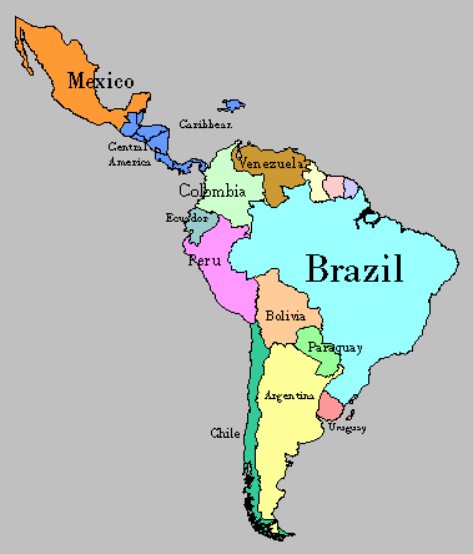 Mexico
Caribbean
Central
America
Venezuela
Colombia
Ecuador
Peru
Brazil
Bolivia
Paraguay
Argentina
Uruguay
Chile